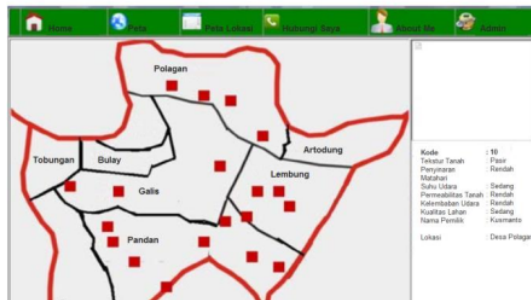 Home Peta Peta Lokasi Hubungi Saya About Me Admin
Polagan
Artodung
Tobungan
Bulay
Lembung
Galis
Pandan
Kode : 10
Tekstur Tanah : Pasir
Penyinaran : Rendah
Matahari
Suhu Udara : Sedang
Permeabilitas Tanah : Rendah
Kelembaban Udara : Rendah
Kualitas Lahan : Sedang
Nama Pemilik : Kusmanto
Lokasi : Desa Polagan